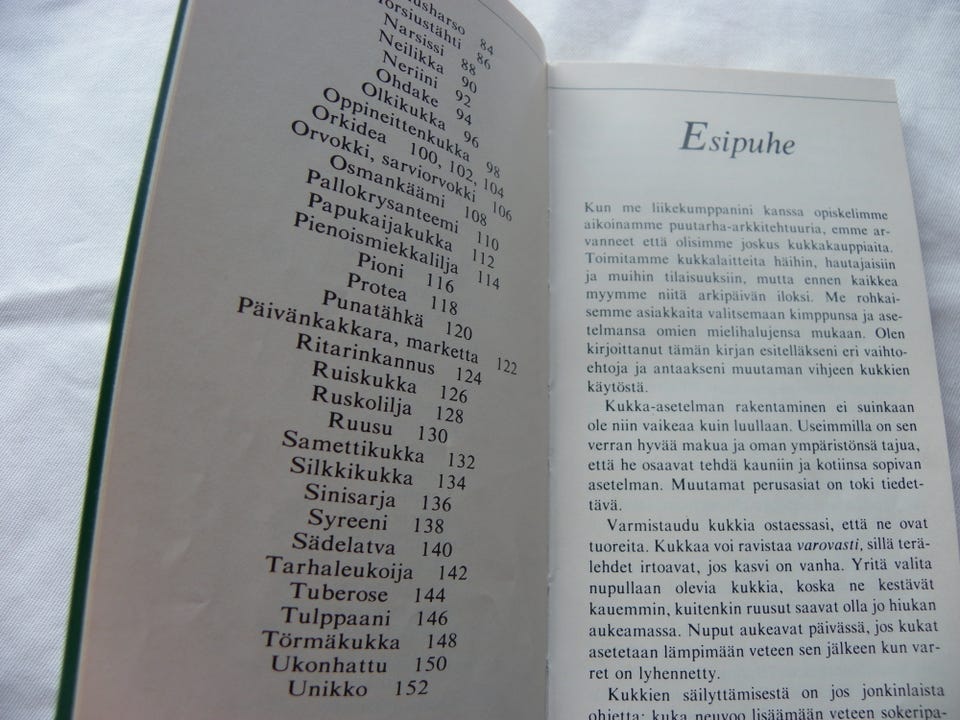 84
86
Narsissi 88
Neilikka 90
Neriini 92
Ohdake 94
Olkikukka 96
Oppineittenkukka 98
Orkidea 100, 102, 104
Orvokki, sarviorvokki 106
Osmankäämi 108
Pallokrysanteemi 110
Papukaijakukka 112
Pienoismiekkalilja 114
Pioni 116
Protea 118
Punatähkä 120
Päivänkakkara, marketta 122
Ritarinkannus 124
Ruiskukka 126
Ruskolilja 128
Ruusu 130
Samettikukka 132
Silkkikukka 134
Sinisarja 136
Syreeni 138
Sädelatva 140
Tarhaleukoija 142
Tuberose 144
Tulppaani 146
Törmäkukka 148
Ukonhattu 150
Unikko 152
Esipuhe
Kun me liikekumppanini kanssa opiskelimme
aikoinamme puutarha-arkkitehtuuria, emme ar-
vanneet että olisimme joskus kukkakauppiaita.
Toimitamme kukkalaitteita häihin, hautajaisiin
ja muihin tilaisuuksiin, mutta ennen kaikkea
myymme niitä arkipäivän iloksi. Me rohkai-
semme asiakkaita valitsemaan kimppunsa ja ase-
telmansa omien mielihalujensa mukaan. Olen
kirjoittanut tämän kirjan esitelläkseni eri vaihto-
ehtoja ja antaakseni muutaman vihjeen kukkien
käytöstä.
Kukka-asetelman rakentaminen ei suinkaan
ole niin vaikeaa kuin luullaan. Useimmilla on sen
verran hyvää makua ja oman ympäristönsä tajua,
että he osaavat tehdä kauniin ja kotiinsa sopivan
asetelman. Muutamat perusasiat on toki tiedet-
tävä.
Varmistaudu kukkia ostaessasi, että ne ovat
tuoreita. Kukkaa voi ravistaa varovasti, sillä terä-
lehdet irtoavat, jos kasvi on vanha. Yritä valita
nupullaan olevia kukkia, koska ne kestävät
kauemmin, kuitenkin ruusut saavat olla jo hiukan
aukeamassa. Nuput aukeavat päivässä, jos kukat
asetetaan lämpimään veteen sen jälkeen kun var-
ret on lyhennetty.
Kukkien säilyttämisestä on jos jonkinlaista
ohjetta: kuka neuvoo lisäämään veteen sokeripa-